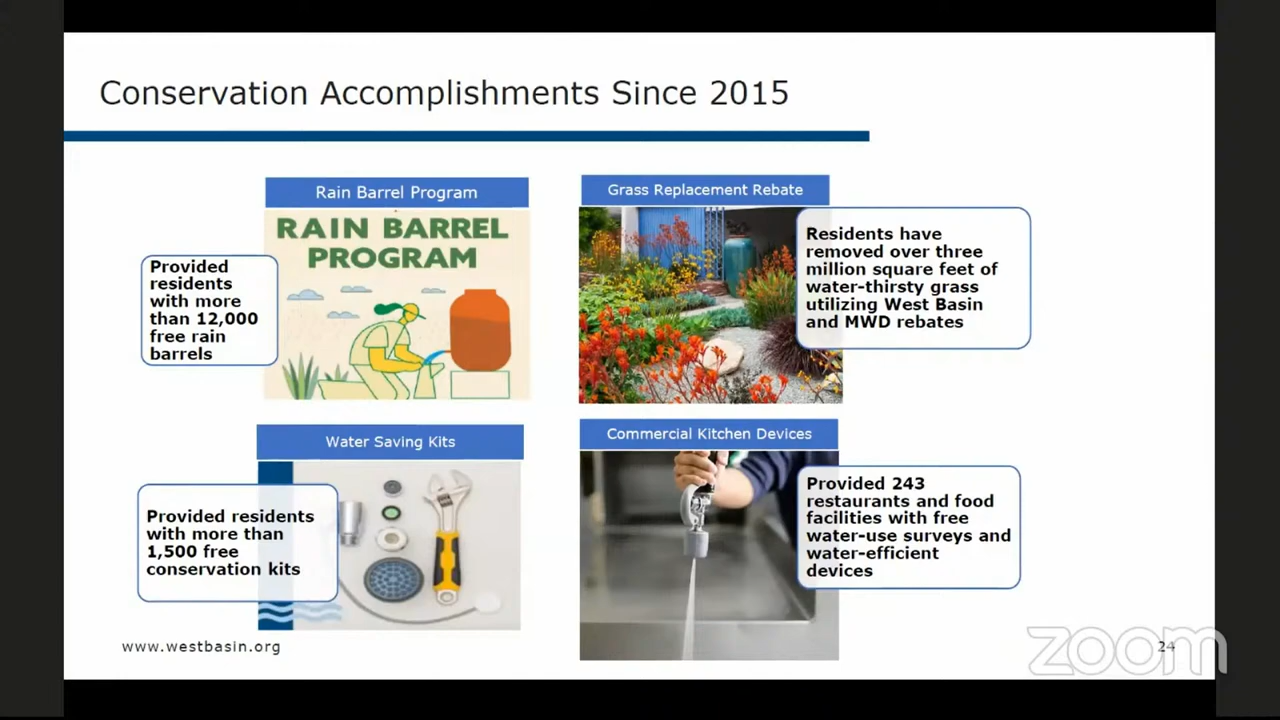 Conservation Accomplishments Since 2015
Rain Barrel Program
RAIN BARREL
PROGRAM
Provided
residents
with more
than 12,000
free rain
barrels
Grass Replacement Rebate
Residents have
removed over three
million square feet of
water-thirsty grass
utilizing West Basin
and MWD rebates
Water Saving Kits
Provided residents
with more than
1,500 free
conservation kits
Commercial Kitchen Devices
Provided 243
restaurants and food
facilities with free
water-use surveys and
water-efficient
devices
www.westbasin.org
24
zoom